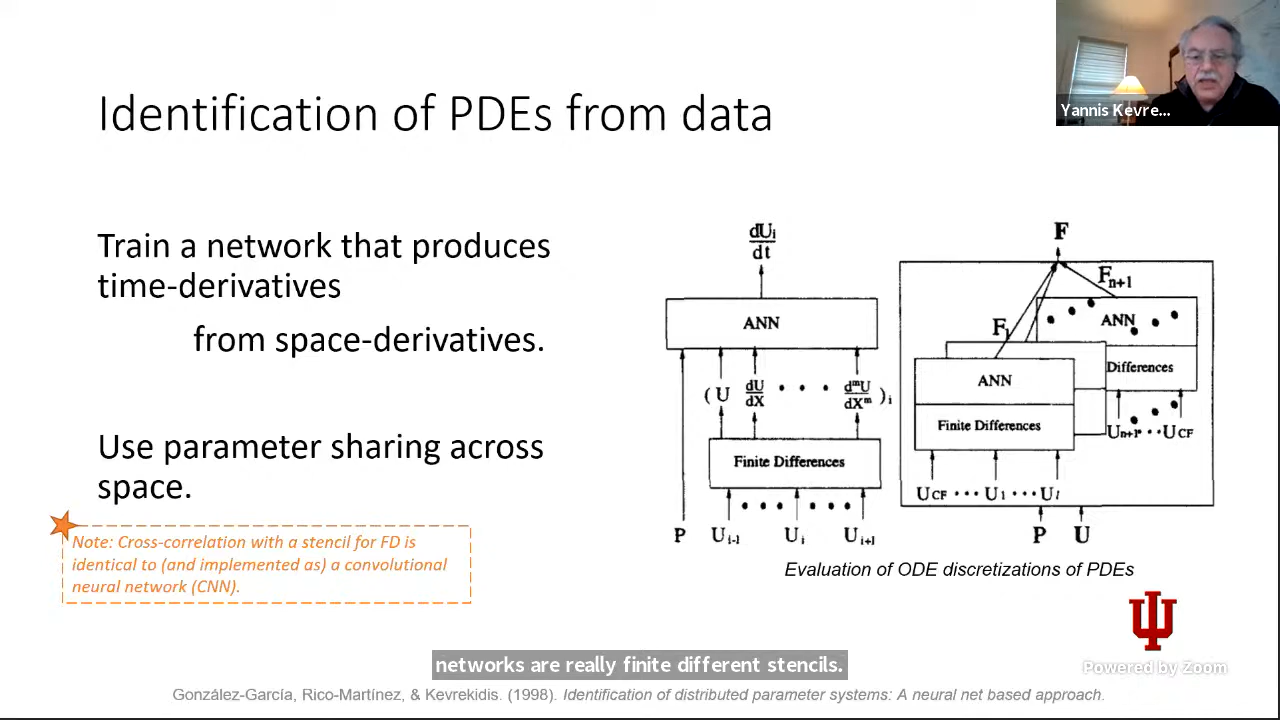 Yannis Kevre...
Identification of PDEs from data
Train a network that produces
time-derivatives
from space-derivatives.
Use parameter sharing across
space.
Note: Cross-correlation with a stencil for FD is
identical to (and implemented as) a convolutional
neural network (CNN).
dUi
dt
ANN
( U dU dX • • • dᵐU dXᵐ )i
Finite Differences
• • • • • • • •
P Ui-l Ui Ui+l
F
F1 Fn+1
ANN
Differences
ANN
Finite Differences
Un+1 • • • UCF
UCF • • • U1 • • • Ul
P U
Evaluation of ODE discretizations of PDEs
Powered by Zoom
networks are really finite different stencils.
González-García, Rico-Martínez, & Kevrekidis. (1998). Identification of distributed parameter systems: A neural net based approach.